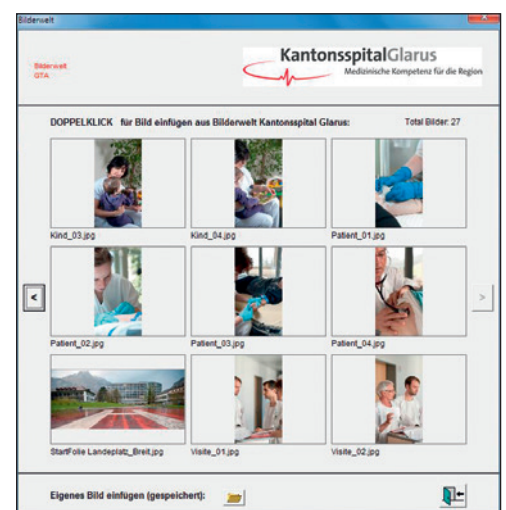 Bilderwelt
KantonsspitalGlarus
Medizinische Kompetenz für die Region
Bilderwelt
GTA
DOPPELKLICK für Bild einfügen aus Bilderwelt Kantonsspital Glarus: Total Bilder: 27
Kind_03.jpg Kind_04.jpg Patient_01.jpg
< >
Patient_02.jpg Patient_03.jpg Patient_04.jpg
StartFolie Landeplatz_Breit.jpg Visite_01.jpg Visite_02.jpg
Eigenes Bild einfügen (gespeichert):